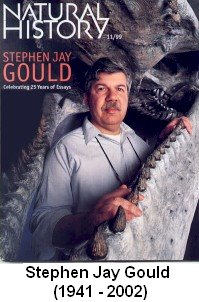 NATURAL
HISTORY
11/99
STEPHEN JAY
GOULD
Celebrating 25 Years of Essays
Stephen Jay Gould
(1941 - 2002)